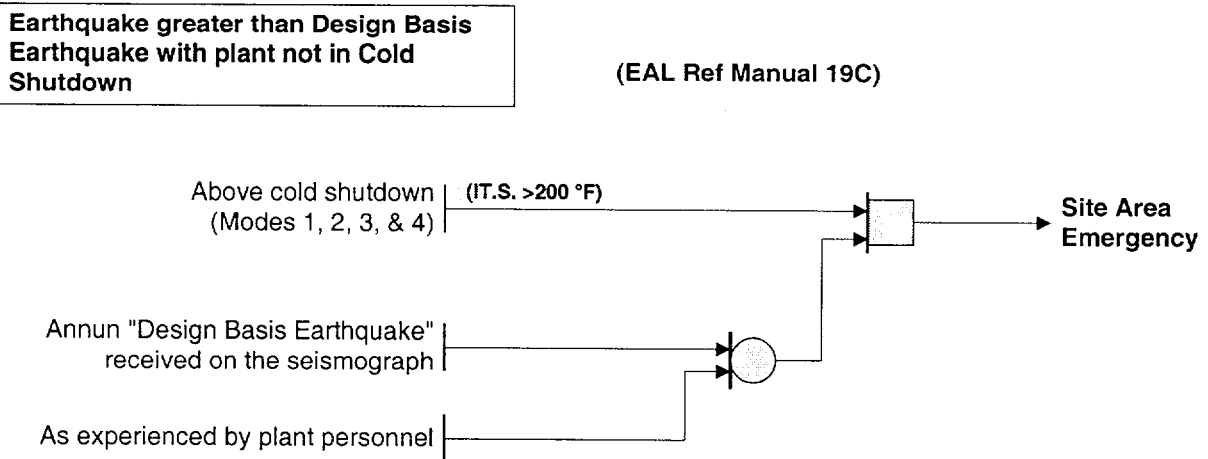 Earthquake greater than Design Basis
Earthquake with plant not in Cold
Shutdown
(EAL Ref Manual 19C)
Above cold shutdown
(Modes 1, 2, 3, & 4)
(IT.S. >200 °F)
Site Area
Emergency
Annun "Design Basis Earthquake"
received on the seismograph
As experienced by plant personnel